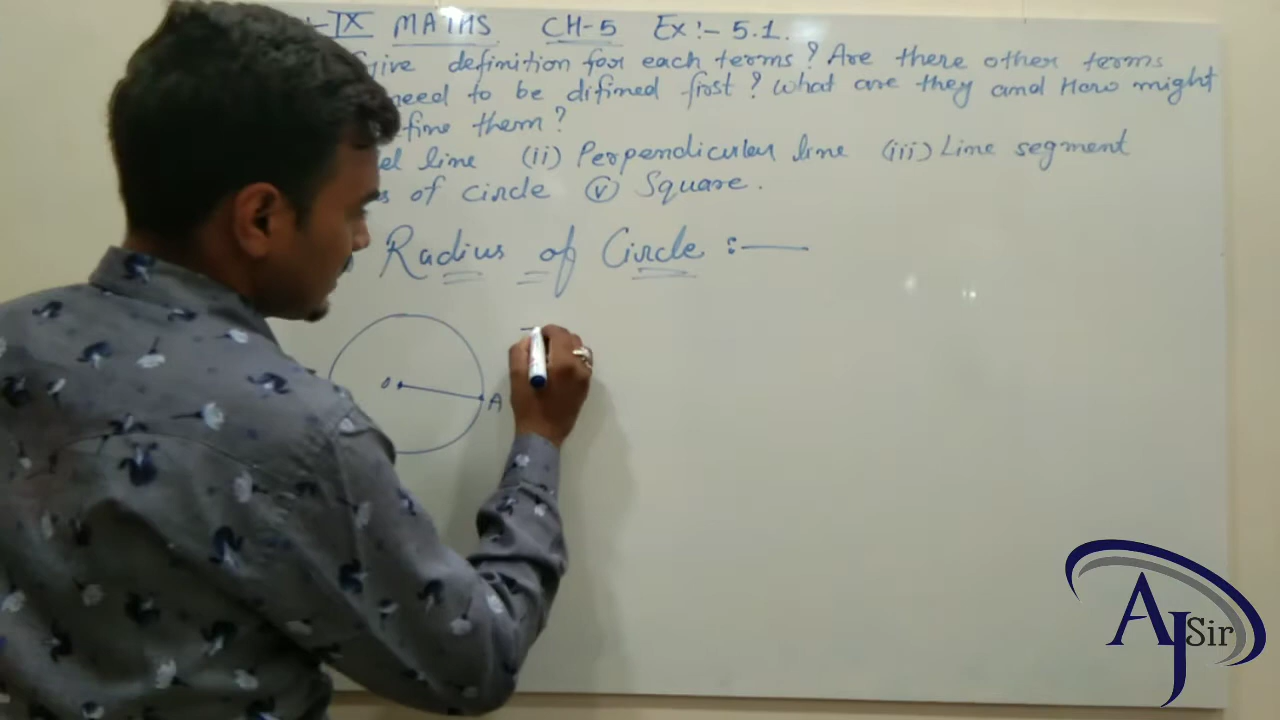 IX MATHS CH-5 Ex:- 5.1.
Give definition for each terms? Are there other terms
need to be difined first? What are they and How might
fine them?
el line (ii) Perpendicular line (iii) Line segment
s of circle (v) Square.
Radius of Circle :—
O
A
AJ Sir